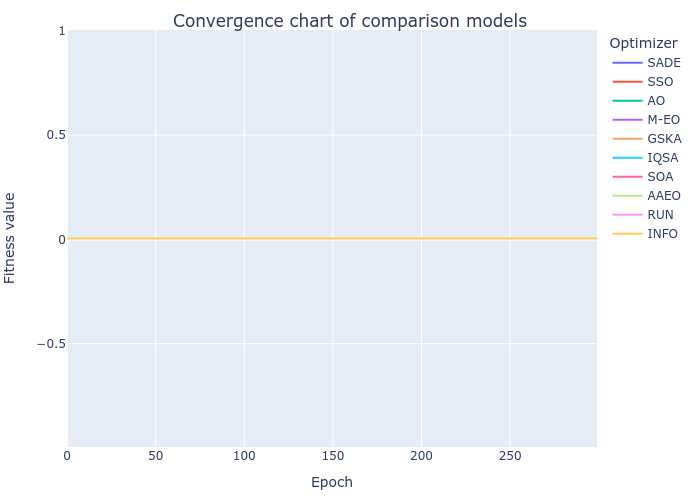 Convergence chart of comparison models
Fitness value
1
0.5
0
−0.5
0
50
100
150
200
250
Epoch
Optimizer
SADE
SSO
AO
M-EO
GSKA
IQSA
SOA
AAEO
RUN
INFO